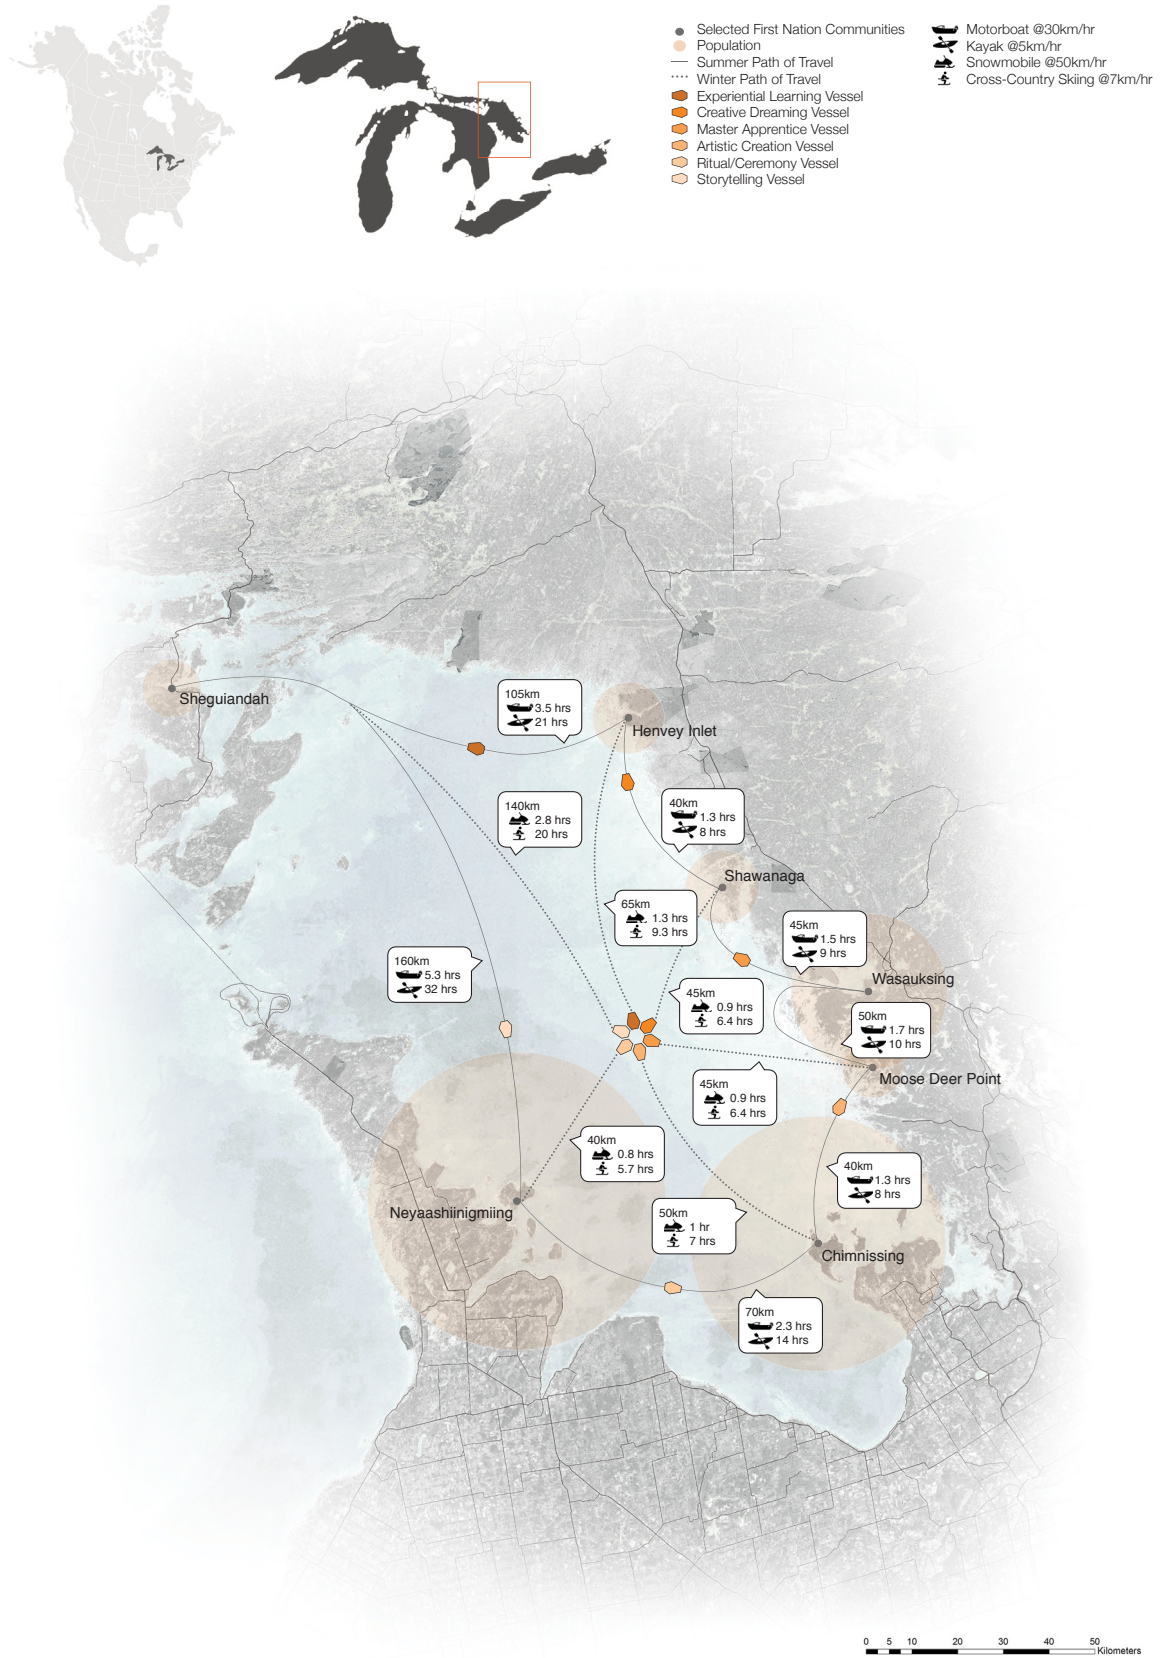 Selected First Nation Communities
Population
Summer Path of Travel
Winter Path of Travel
Experiential Learning Vessel
Creative Dreaming Vessel
Master Apprentice Vessel
Artistic Creation Vessel
Ritual/Ceremony Vessel
Storytelling Vessel
Motorboat @30km/hr
Kayak @5km/hr
Snowmobile @50km/hr
Cross-Country Skiing @7km/hr
Sheguiandah
105km
3.5 hrs
21 hrs
Henvey Inlet
140km
2.8 hrs
20 hrs
40km
1.3 hrs
8 hrs
Shawanaga
65km
1.3 hrs
9.3 hrs
45km
1.5 hrs
9 hrs
160km
5.3 hrs
32 hrs
Wasauksing
45km
0.9 hrs
6.4 hrs
50km
1.7 hrs
10 hrs
Moose Deer Point
45km
0.9 hrs
6.4 hrs
40km
0.8 hrs
5.7 hrs
40km
1.3 hrs
8 hrs
Neyaashiinigmiing
50km
1 hr
7 hrs
Chimnissing
70km
2.3 hrs
14 hrs
0 5 10 20 30 40 50
Kilometers